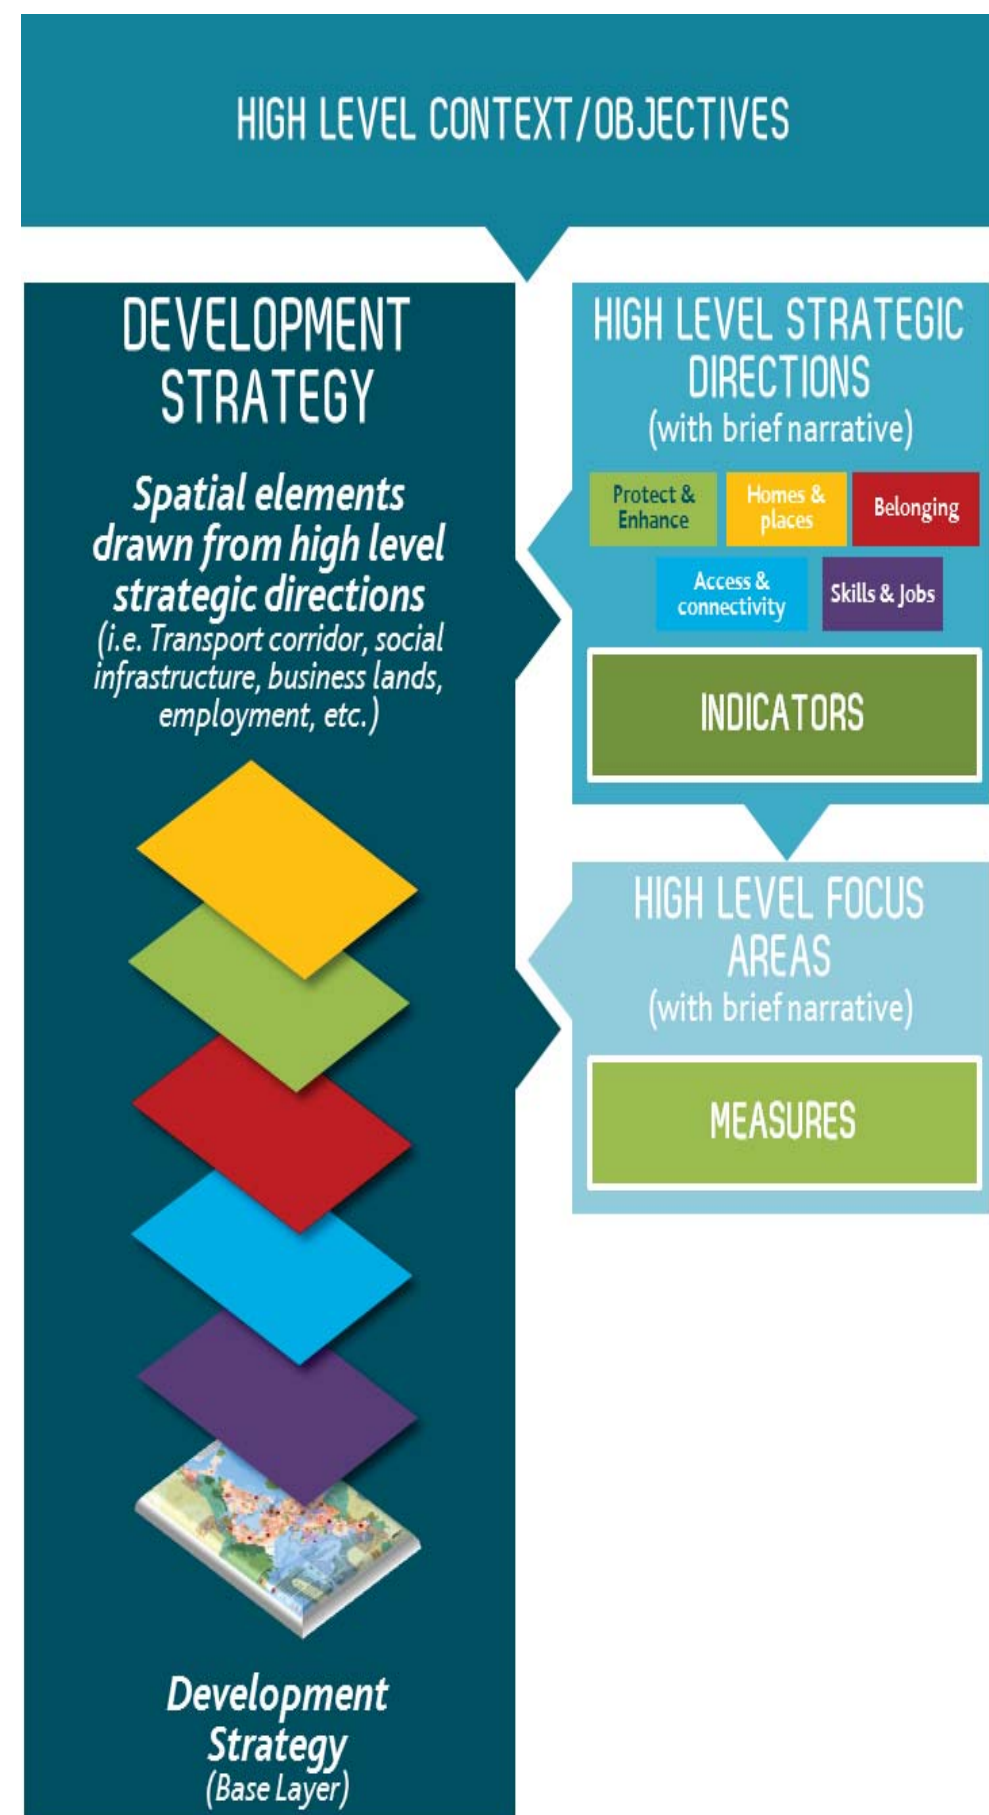 HIGH LEVEL CONTEXT/OBJECTIVES
DEVELOPMENT
STRATEGY
Spatial elements
drawn from high level
strategic directions
(i.e. Transport corridor, social
infrastructure, business lands,
employment, etc.)
Development
Strategy
(Base Layer)
HIGH LEVEL STRATEGIC
DIRECTIONS
(with brief narrative)
Protect &
Enhance
Homes &
places
Belonging
Access &
connectivity
Skills & Jobs
INDICATORS
HIGH LEVEL FOCUS
AREAS
(with brief narrative)
MEASURES